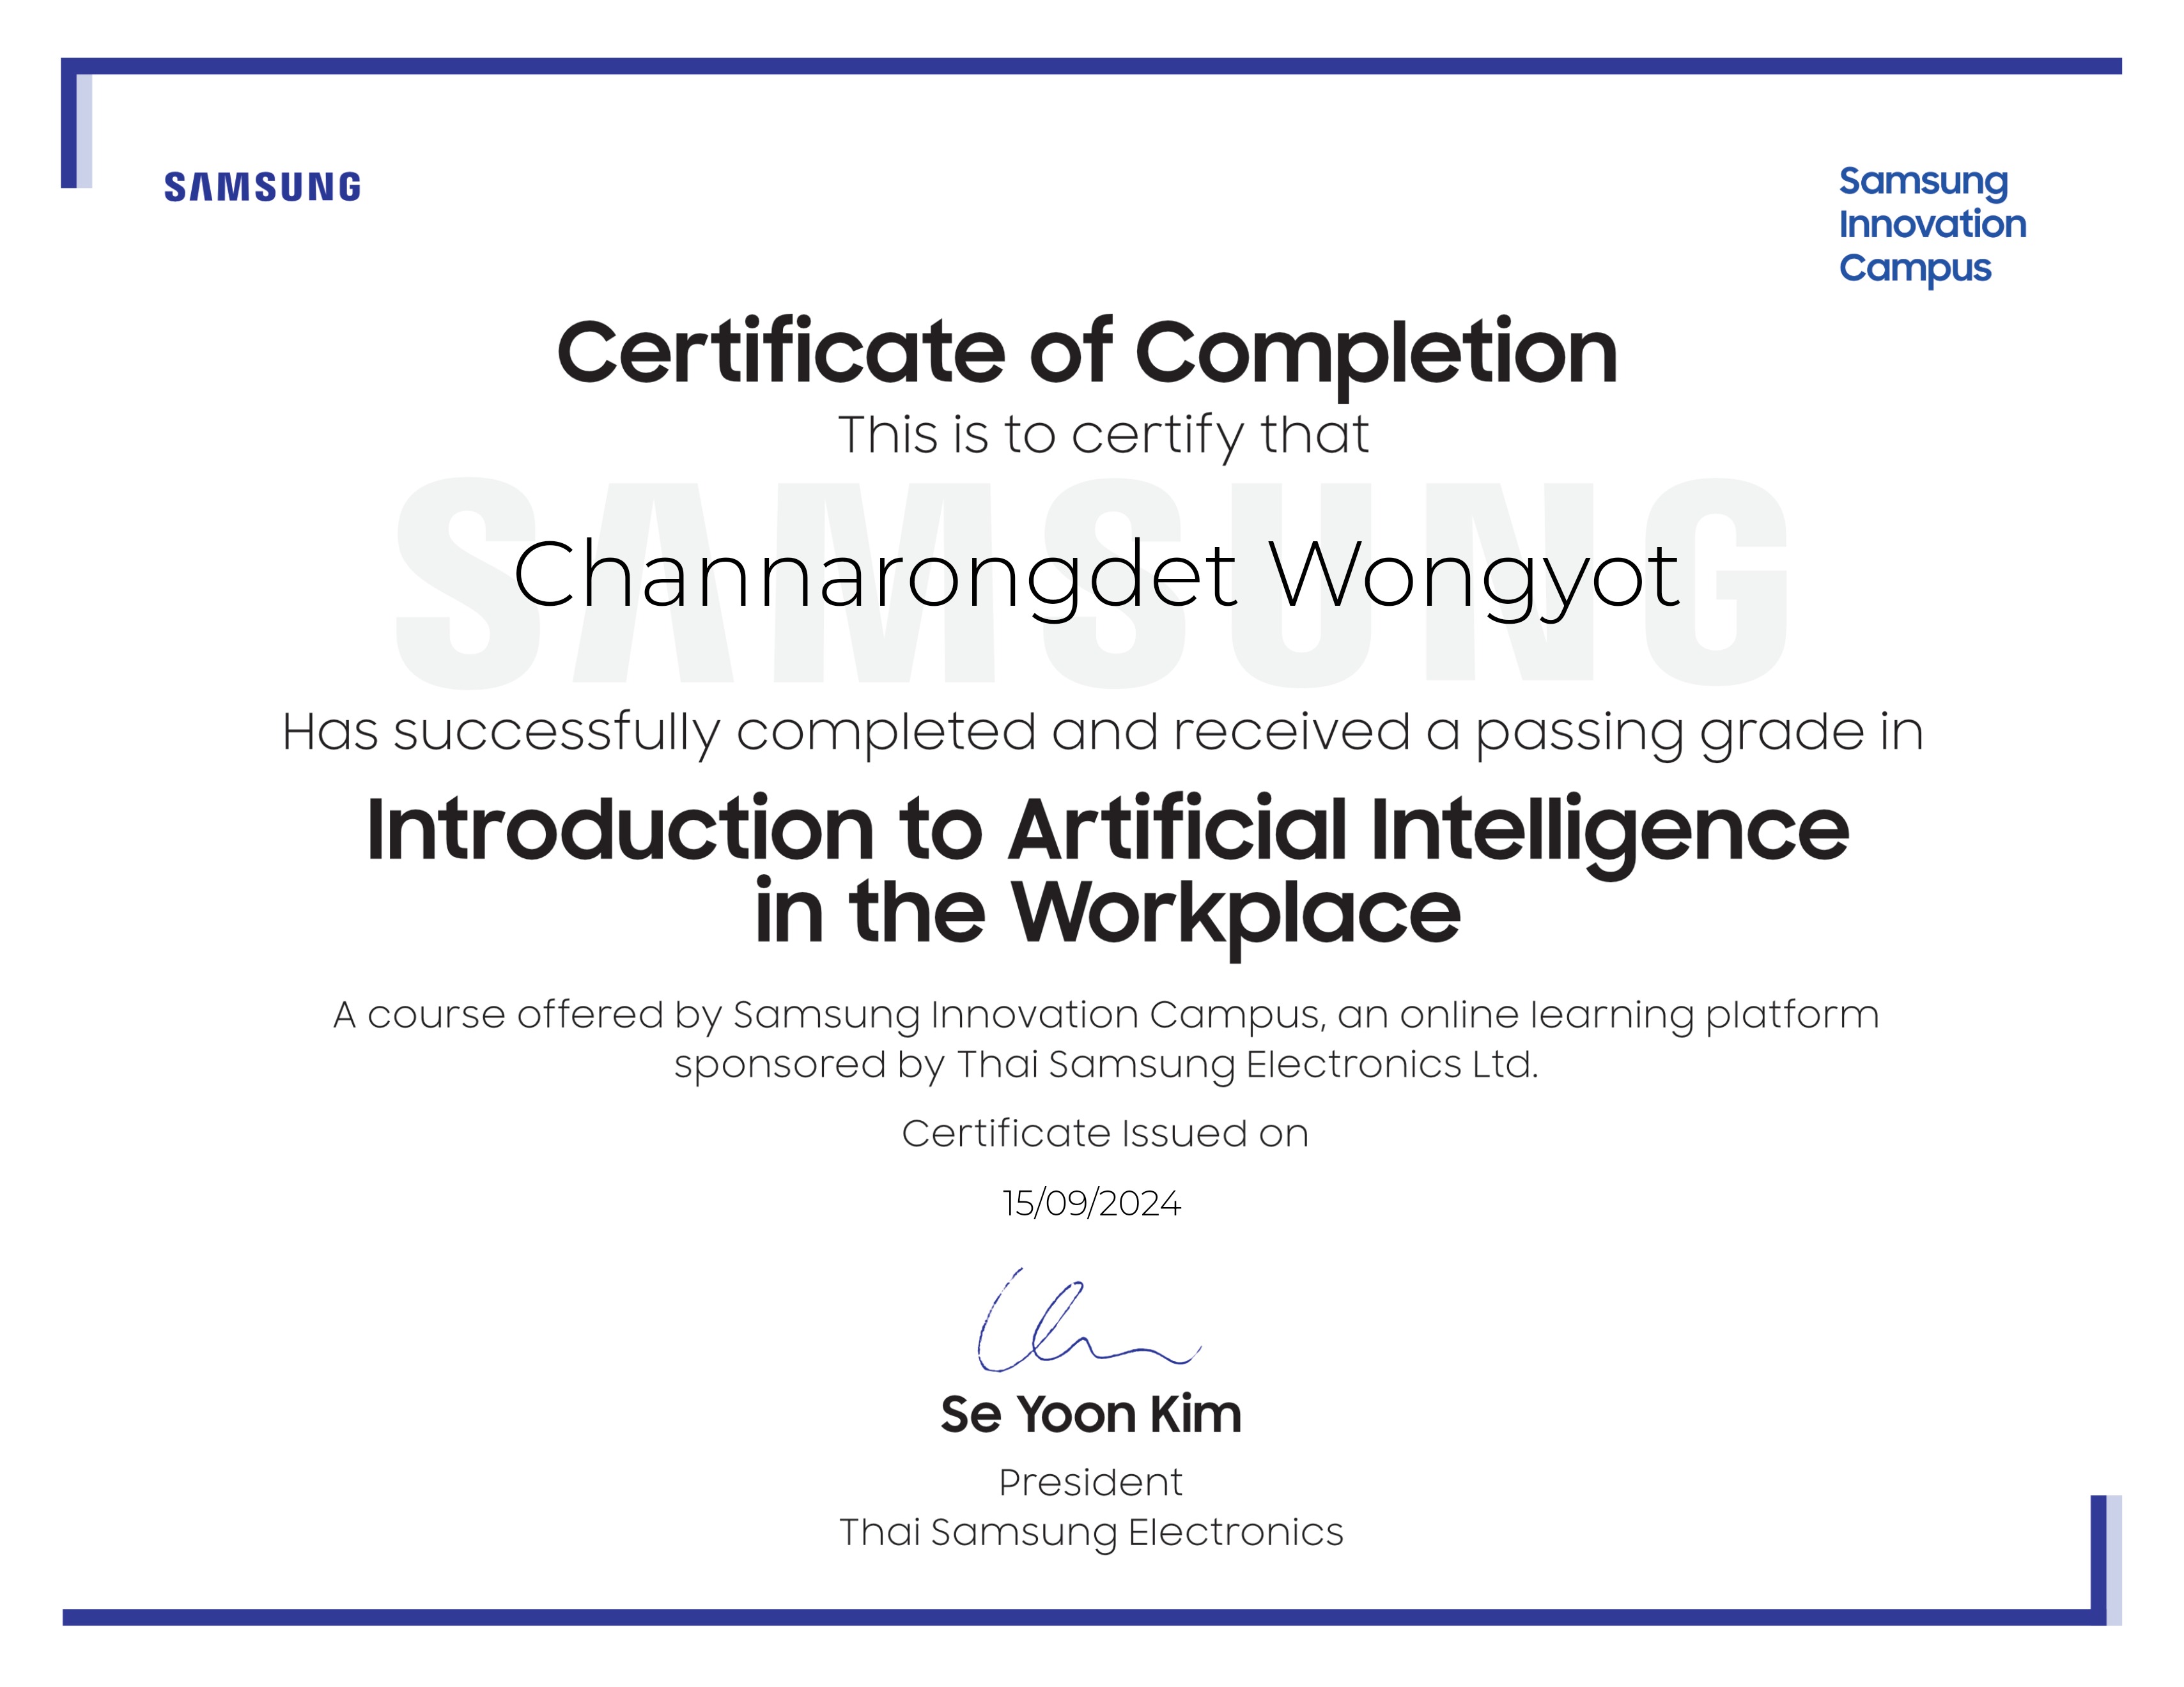 SAMSUNG
Samsung
Innovation
Campus
Certificate of Completion
This is to certify that
SAMSUNG
Channarongdet Wongyot
Has successfully completed and received a passing grade in
Introduction to Artificial Intelligence
in the Workplace
A course offered by Samsung Innovation Campus, an online learning platform
sponsored by Thai Samsung Electronics Ltd.
Certificate Issued on
15/09/2024
Se Yoon Kim
President
Thai Samsung Electronics